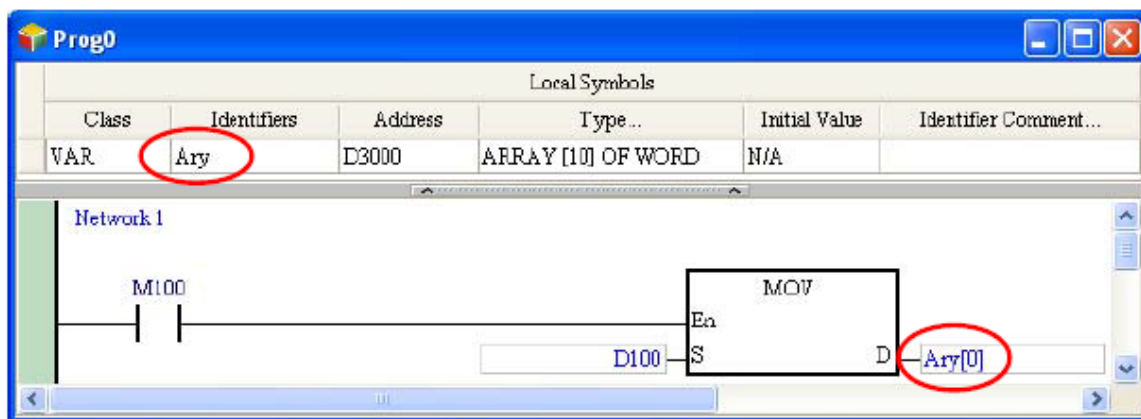 Prog0
Local Symbols
Class Identifiers Address Type... Initial Value Identifier Comment...
VAR Ary D3000 ARRAY [10] OF WORD N/A
Network 1
M100
MOV
En
D100 S D Ary[0]